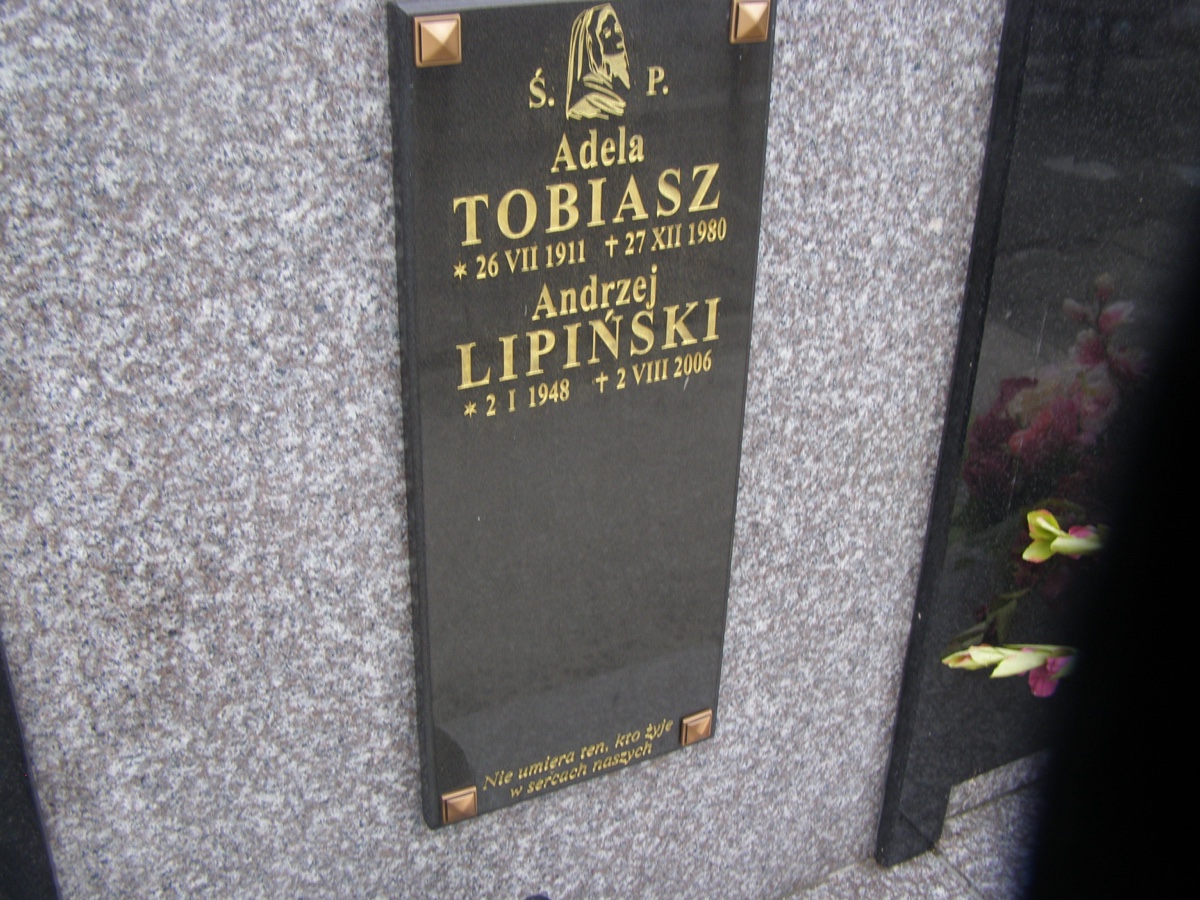 Ś. P.
Adela
TOBIASZ
* 26 VII 1911 ✝ 27 XII 1980
Andrzej
LIPIŃSKI
* 2 I 1948 ✝ 2 VIII 2006
Nie umiera ten, kto żyje
w sercach naszych